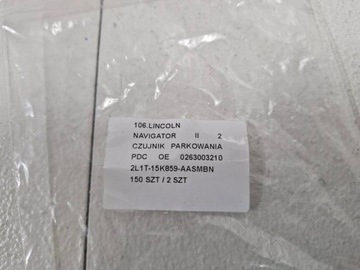 106.LINCOLN
NAVIGATOR II 2
CZUJNIK PARKOWANIA
PDC OE 0263003210
2L1T-15K859-AASMBN
150 SZT / 2 SZT